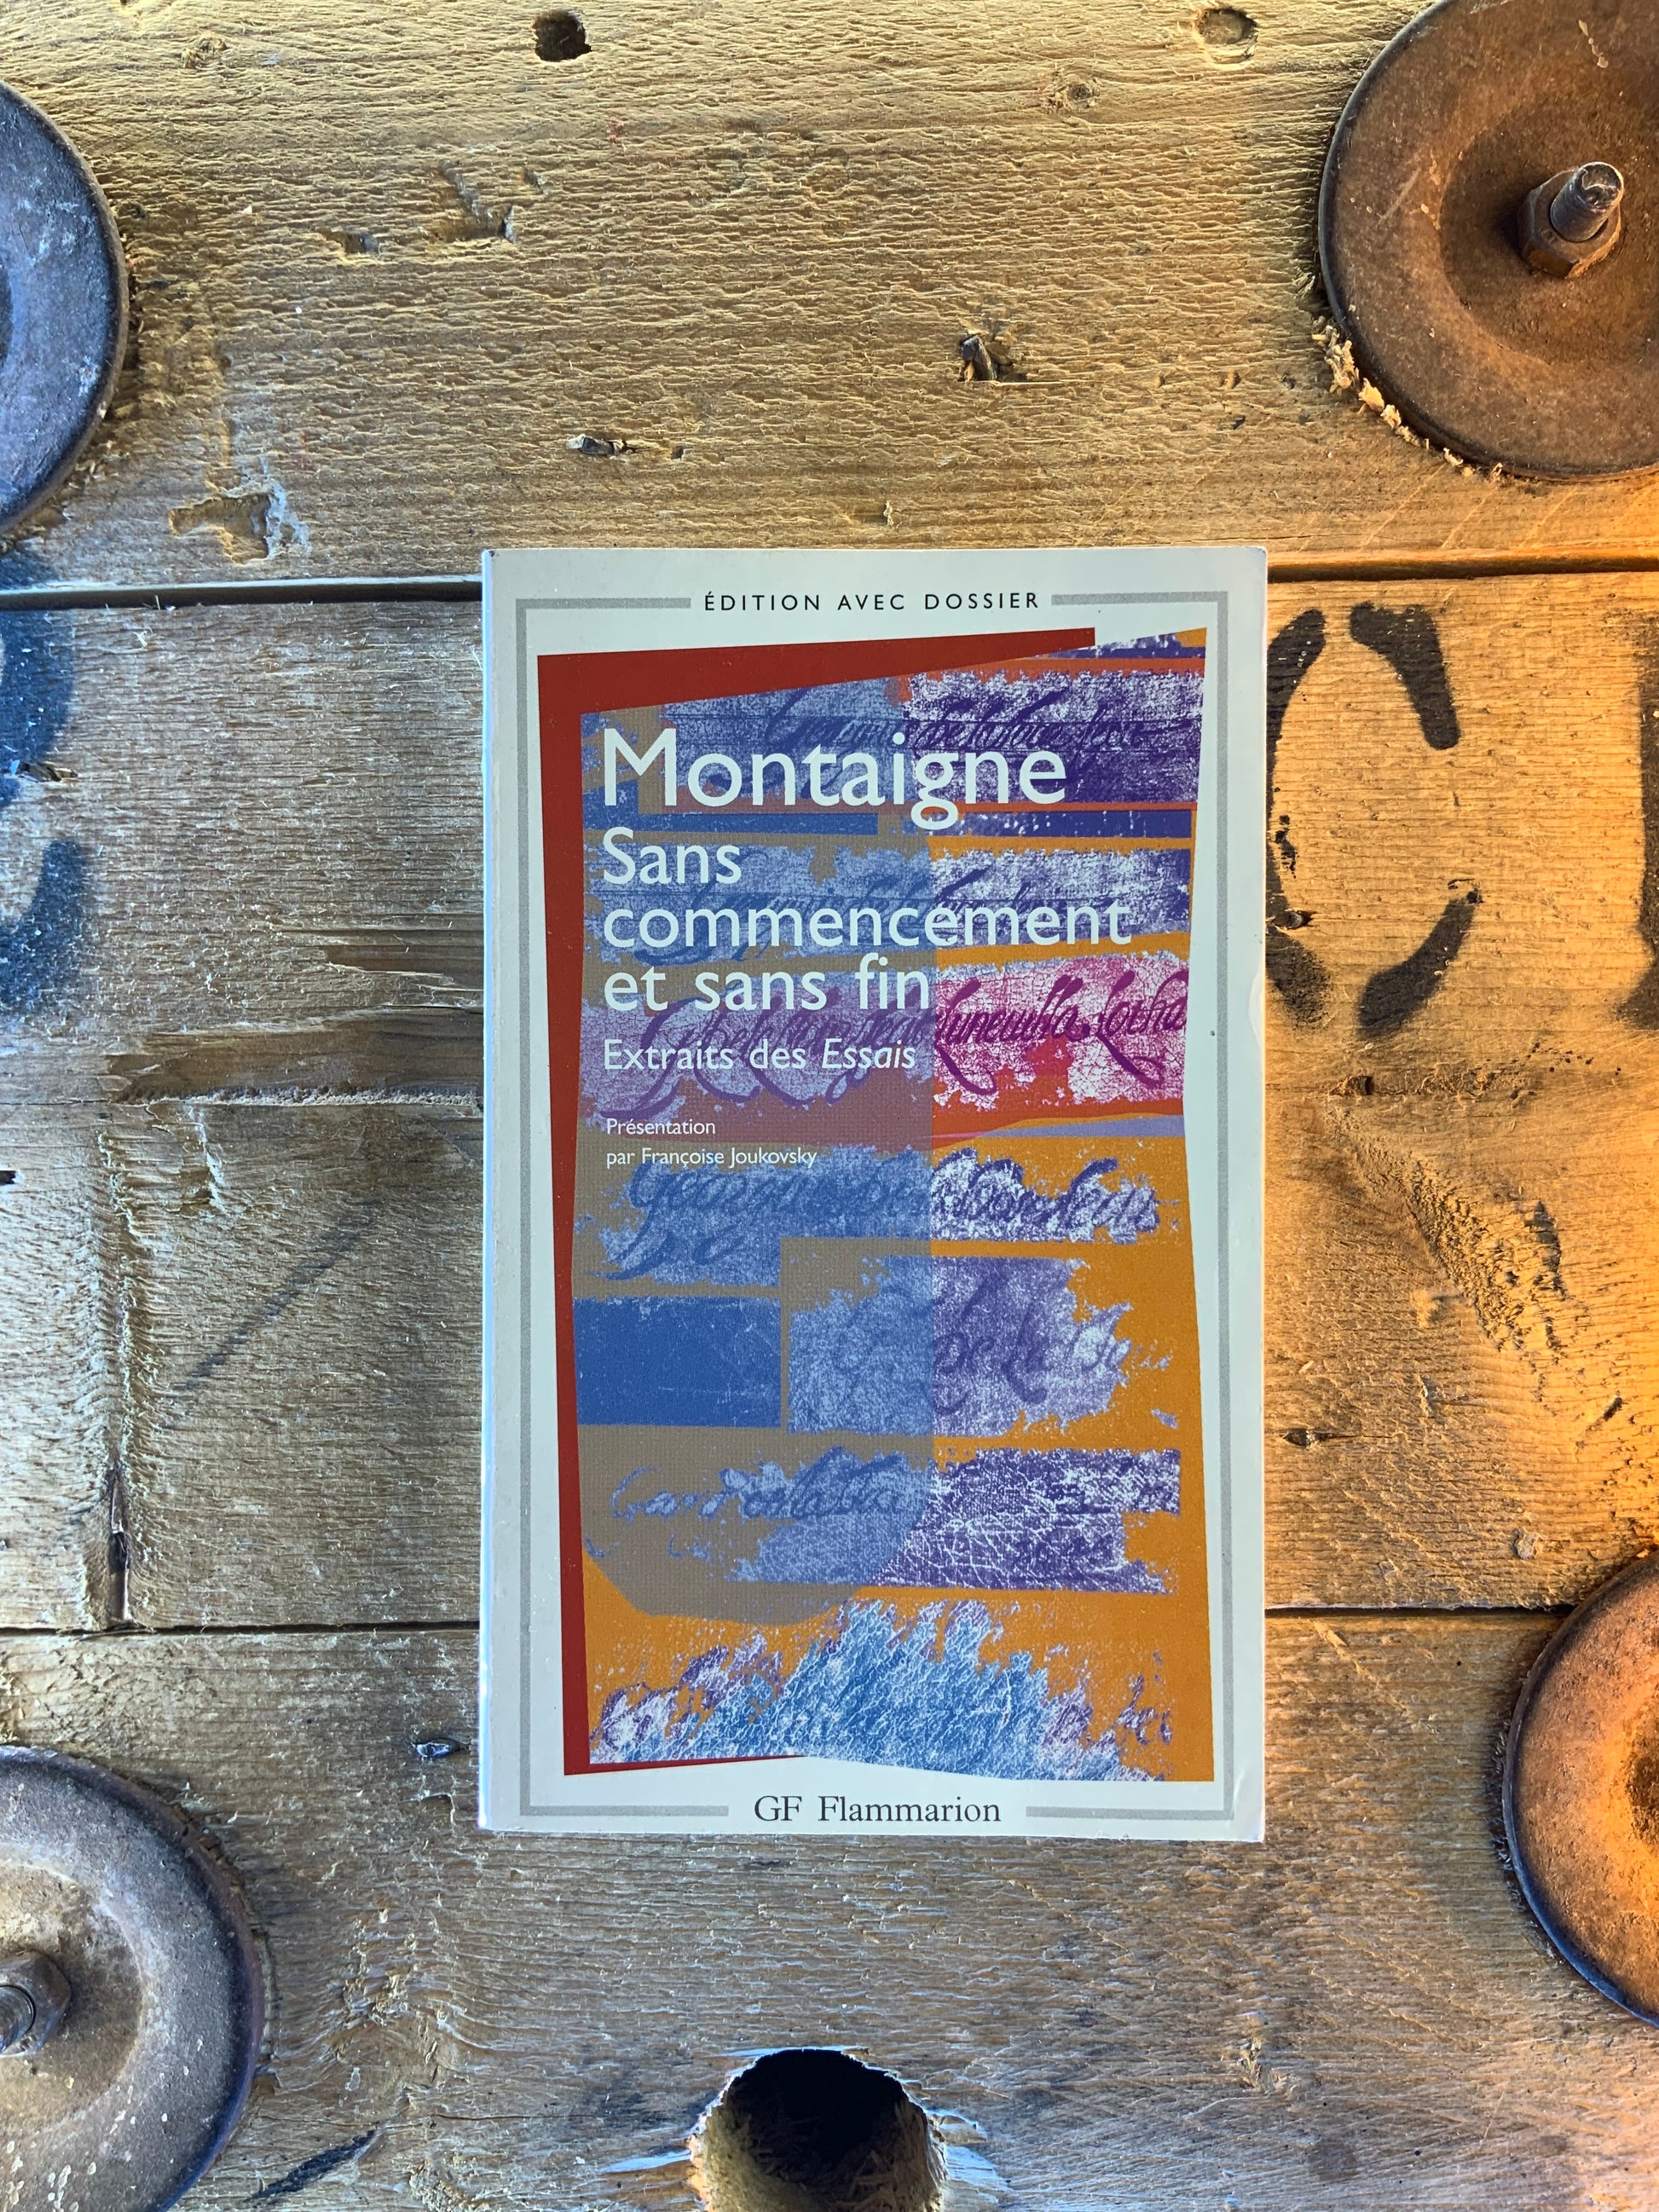 ÉDITION AVEC DOSSIER
Montaigne
Sans
commencement
et sans fin
Extraits des Essais
Présentation
par Françoise Joukovsky
GF Flammarion
C